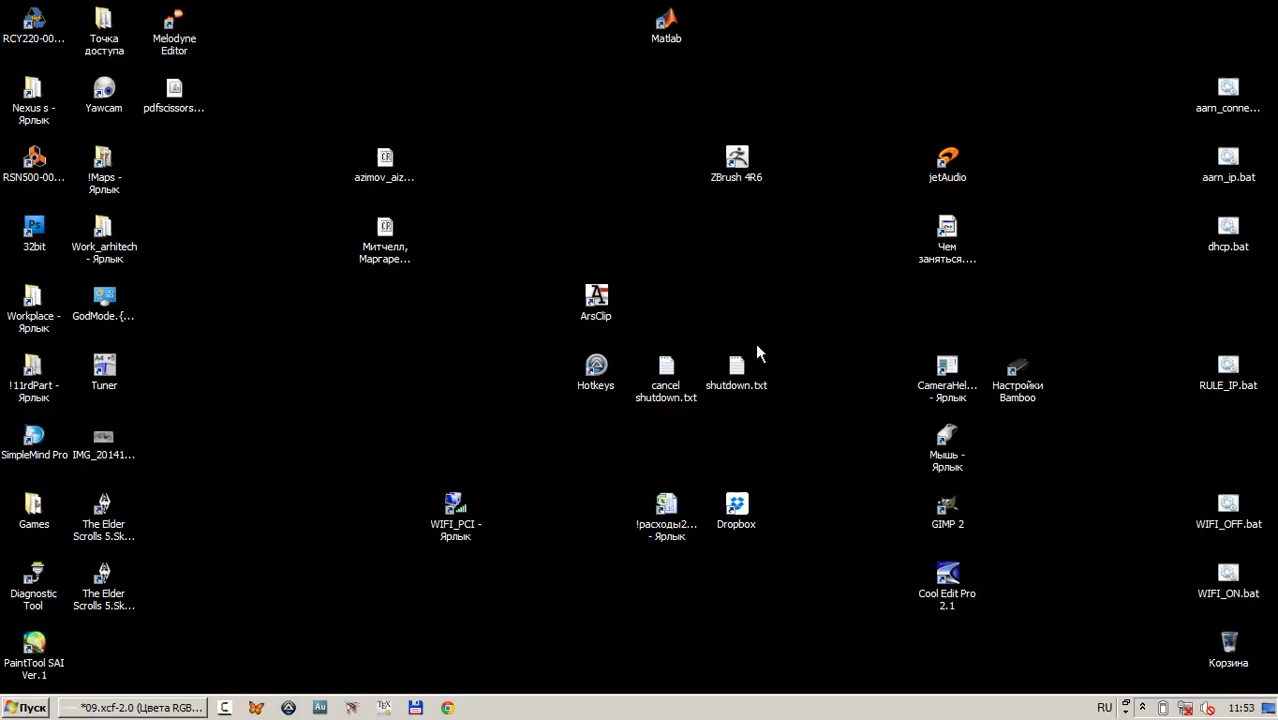 RCY220-00...
Точка
доступа
Melodyne
Editor
Matlab
Nexus s -
Ярлык
Yawcam
pdfscissors...
aarn_conne...
RSN500-00...
!Maps -
Ярлык
azimov_aiz...
ZBrush 4R6
jetAudio
aarn_ip.bat
32bit
Work_arhitech
- Ярлык
Митчелл,
Маргаре...
Чем
заняться....
dhcp.bat
Workplace -
Ярлык
GodMode.{...
ArsClip
!11rdPart -
Ярлык
Tuner
Hotkeys
cancel
shutdown.txt
shutdown.txt
CameraHel...
- Ярлык
Настройки
Bamboo
RULE_IP.bat
SimpleMind Pro
IMG_20141...
Мышь -
Ярлык
Games
The Elder
Scrolls 5.Sk...
WIFI_PCI -
Ярлык
!расходы2...
- Ярлык
Dropbox
GIMP 2
WIFI_OFF.bat
Diagnostic
Tool
The Elder
Scrolls 5.Sk...
Cool Edit Pro
2.1
WIFI_ON.bat
PaintTool SAI
Ver.1
Корзина
Пуск
*09.xcf-2.0 (Цвета RGB...
RU
11:53